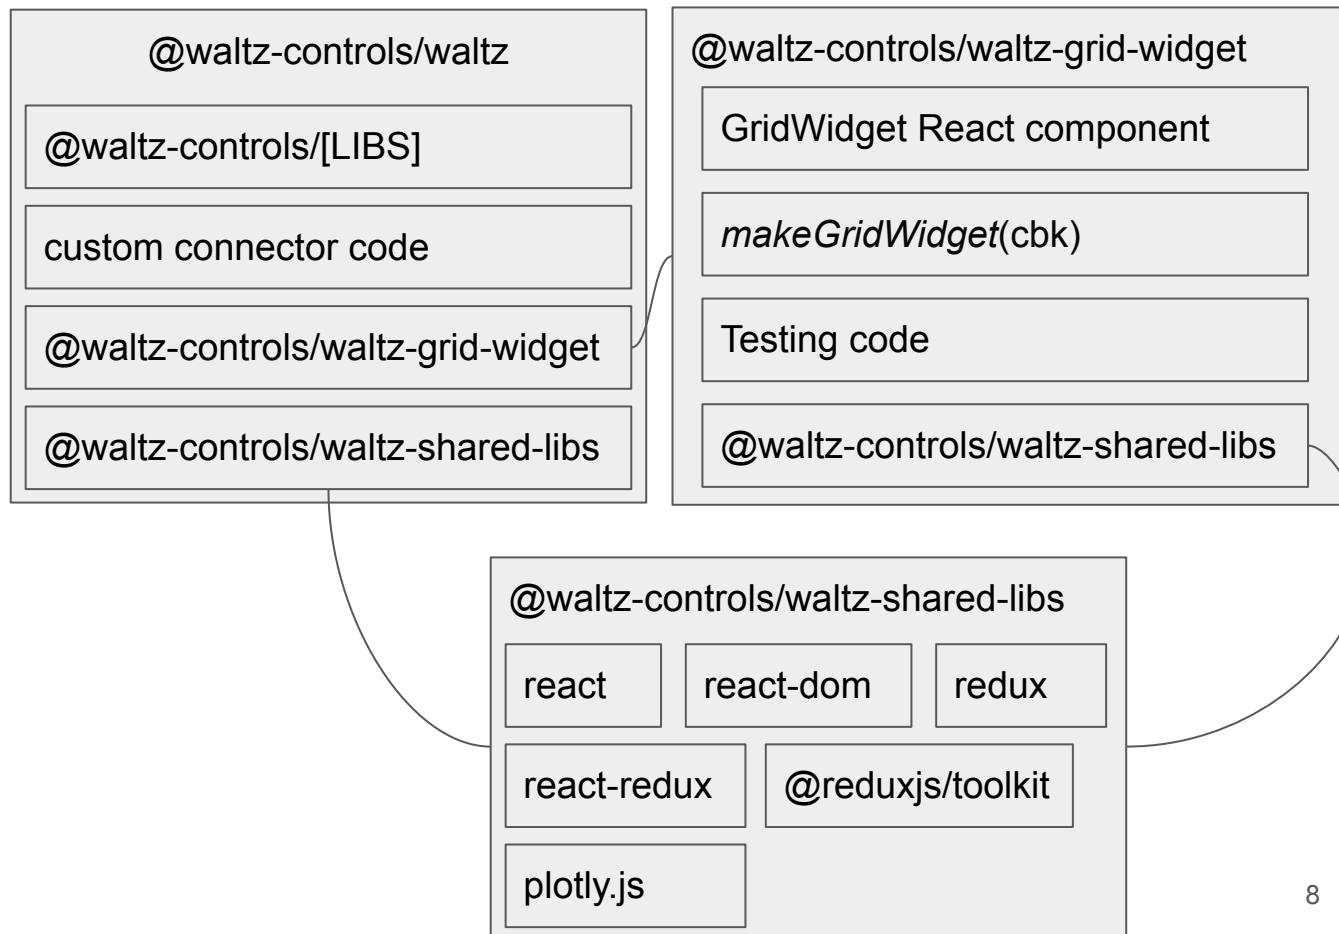 @waltz-controls/waltz
@waltz-controls/[LIBS]
custom connector code
@waltz-controls/waltz-grid-widget
@waltz-controls/waltz-shared-libs
@waltz-controls/waltz-grid-widget
GridWidget React component
makeGridWidget(cbk)
Testing code
@waltz-controls/waltz-shared-libs
@waltz-controls/waltz-shared-libs
react
react-dom
redux
react-redux
@reduxjs/toolkit
plotly.js
8